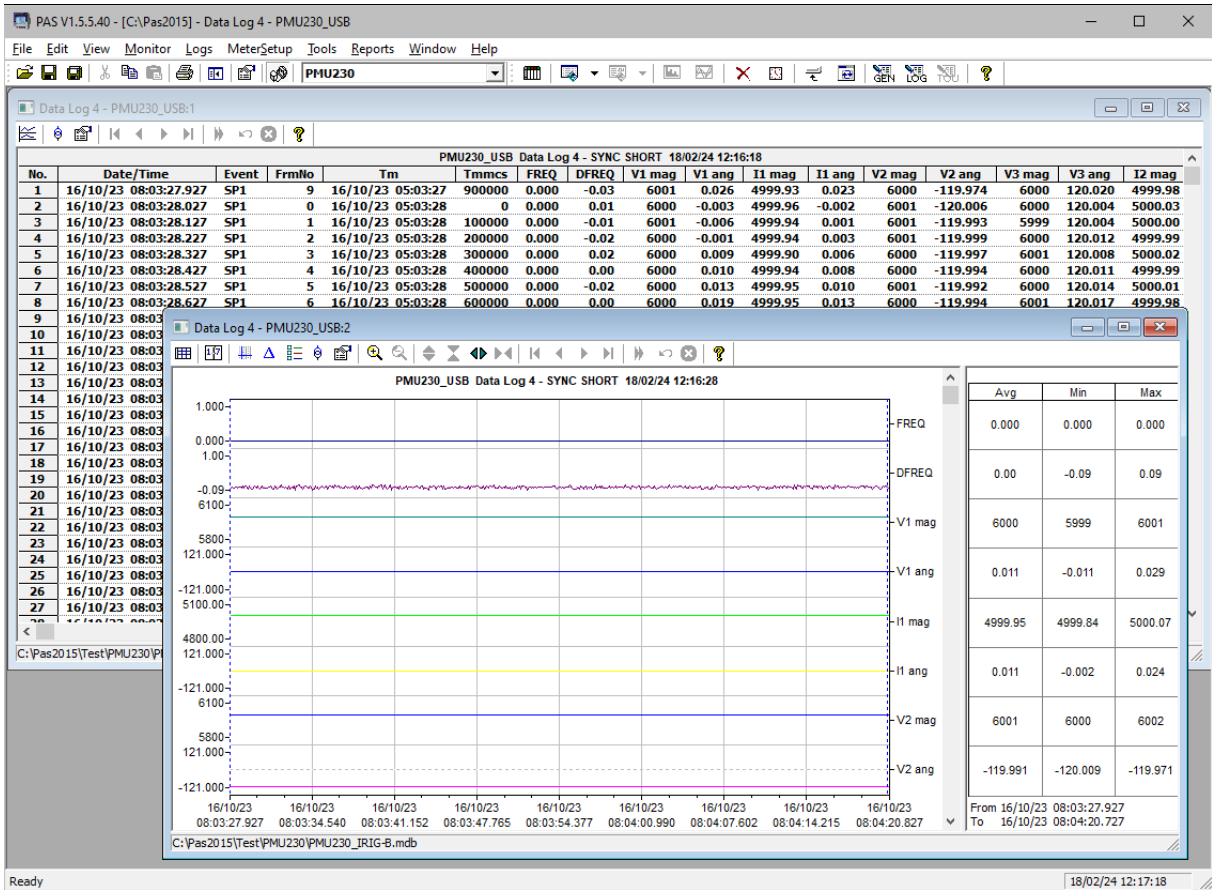 PAS V1.5.5.40 - [C:\Pas2015] - Data Log 4 - PMU230_USB
File Edit View Monitor Logs MeterSetup Tools Reports Window Help
PMU230 GEN LOG TOU
Data Log 4 - PMU230_USB:1
PMU230_USB Data Log 4 - SYNC SHORT 18/02/24 12:16:18
No. Date/Time Event FrmNo Tm Tmmcs FREQ DFREQ V1 mag V1 ang I1 mag I1 ang V2 mag V2 ang V3 mag V3 ang I2 mag
1 16/10/23 08:03:27.927 SP1 9 16/10/23 05:03:27 900000 0.000 -0.03 6001 0.026 4999.93 0.023 6000 -119.974 6000 120.020 4999.98
2 16/10/23 08:03:28.027 SP1 0 16/10/23 05:03:28 0 0.000 0.01 6000 -0.003 4999.96 -0.002 6001 -120.006 6000 120.004 5000.03
3 16/10/23 08:03:28.127 SP1 1 16/10/23 05:03:28 100000 0.000 -0.01 6001 -0.006 4999.94 0.001 6001 -119.993 5999 120.004 5000.00
4 16/10/23 08:03:28.227 SP1 2 16/10/23 05:03:28 200000 0.000 -0.02 6000 -0.001 4999.94 0.003 6001 -119.999 6000 120.012 4999.99
5 16/10/23 08:03:28.327 SP1 3 16/10/23 05:03:28 300000 0.000 0.02 6000 0.009 4999.90 0.006 6001 -119.997 6001 120.008 5000.02
6 16/10/23 08:03:28.427 SP1 4 16/10/23 05:03:28 400000 0.000 0.00 6000 0.010 4999.94 0.008 6001 -119.994 6000 120.011 4999.99
7 16/10/23 08:03:28.527 SP1 5 16/10/23 05:03:28 500000 0.000 -0.02 6000 0.013 4999.95 0.010 6001 -119.992 6000 120.014 5000.01
8 16/10/23 08:03:28.627 SP1 6 16/10/23 05:03:28 600000 0.000 0.00 6000 0.019 4999.95 0.013 6000 -119.994 6001 120.017 4999.98
9 16/10/23 08:03
10 16/10/23 08:03
11 16/10/23 08:03
12 16/10/23 08:03
13 16/10/23 08:03
14 16/10/23 08:03
15 16/10/23 08:03
16 16/10/23 08:03
17 16/10/23 08:03
18 16/10/23 08:03
19 16/10/23 08:03
20 16/10/23 08:03
21 16/10/23 08:03
22 16/10/23 08:03
23 16/10/23 08:03
24 16/10/23 08:03
25 16/10/23 08:03
26 16/10/23 08:03
27 16/10/23 08:03
C:\Pas2015\Test\PMU230\P
Data Log 4 - PMU230_USB:2
PMU230_USB Data Log 4 - SYNC SHORT 18/02/24 12:16:28
Avg Min Max
1.000
FREQ 0.000 0.000 0.000
0.000
1.00
DFREQ 0.00 -0.09 0.09
-0.09
6100
V1 mag 6000 5999 6001
5800
121.000
V1 ang 0.011 -0.011 0.029
-121.000
5100.00
I1 mag 4999.95 4999.84 5000.07
4800.00
121.000
I1 ang 0.011 -0.002 0.024
-121.000
6100
V2 mag 6001 6000 6002
5800
121.000
V2 ang -119.991 -120.009 -119.971
-121.000
16/10/23 16/10/23 16/10/23 16/10/23 16/10/23 16/10/23 16/10/23 16/10/23 16/10/23
08:03:27.927 08:03:34.540 08:03:41.152 08:03:47.765 08:03:54.377 08:04:00.990 08:04:07.602 08:04:14.215 08:04:20.827
From 16/10/23 08:03:27.927
To 16/10/23 08:04:20.727
C:\Pas2015\Test\PMU230\PMU230_IRIG-B.mdb
Ready 18/02/24 12:17:18